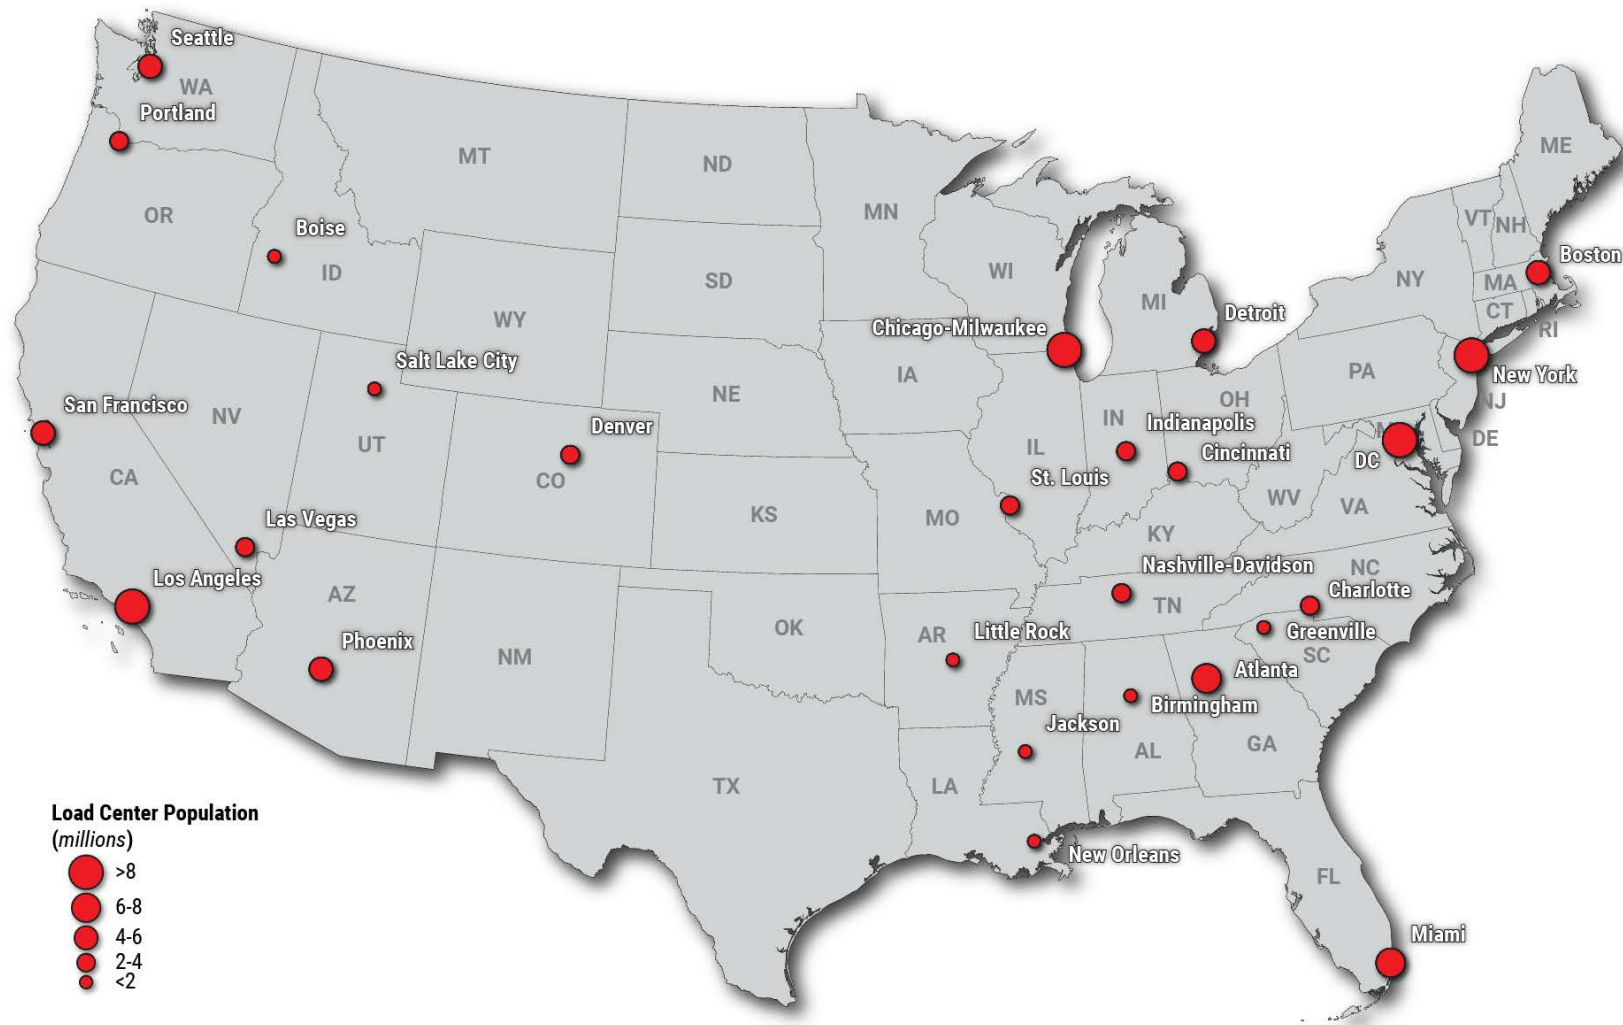 Seattle
WA
Portland
MT
ND
ME
OR
MN
VT
NH
Boise
ID
SD
WI
MI
NY
Boston
MA
CT
RI
WY
Chicago-Milwaukee
Detroit
Salt Lake City
IA
PA
New York
NE
OH
NJ
San Francisco
NV
UT
Denver
CO
IN
Indianapolis
IL
Cincinnati
DC
DE
CA
St. Louis
WV
VA
KS
MO
KY
Las Vegas
Los Angeles
AZ
Nashville-Davidson
NC
TN
Charlotte
OK
AR
Little Rock
Greenville
SC
Phoenix
NM
Atlanta
MS
Birmingham
Jackson
AL
GA
TX
LA
New Orleans
FL
Miami
Load Center Population
(millions)
>8
6-8
4-6
2-4
<2